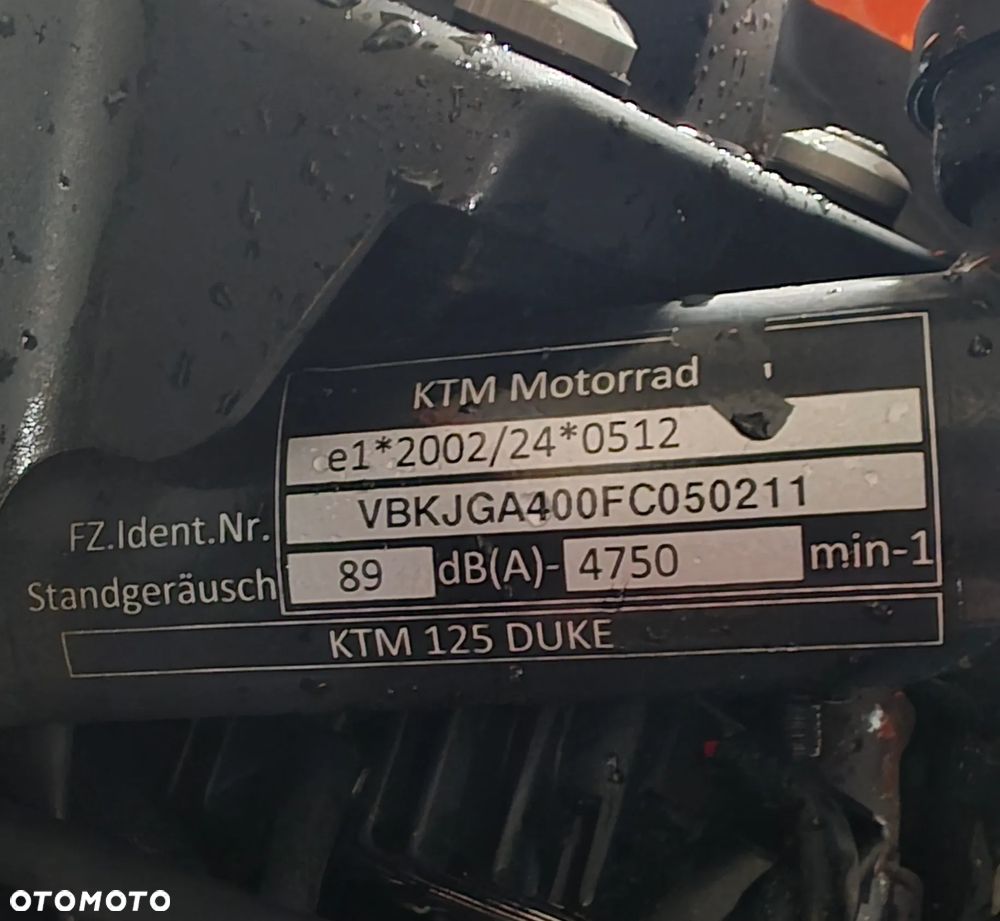 KTM Motorrad
e1*2002/24*0512
FZ.Ident.Nr. VBKJGA400FC050211
Standgeräusch 89 dB(A)- 4750 min-1
KTM 125 DUKE
OTOMOTO